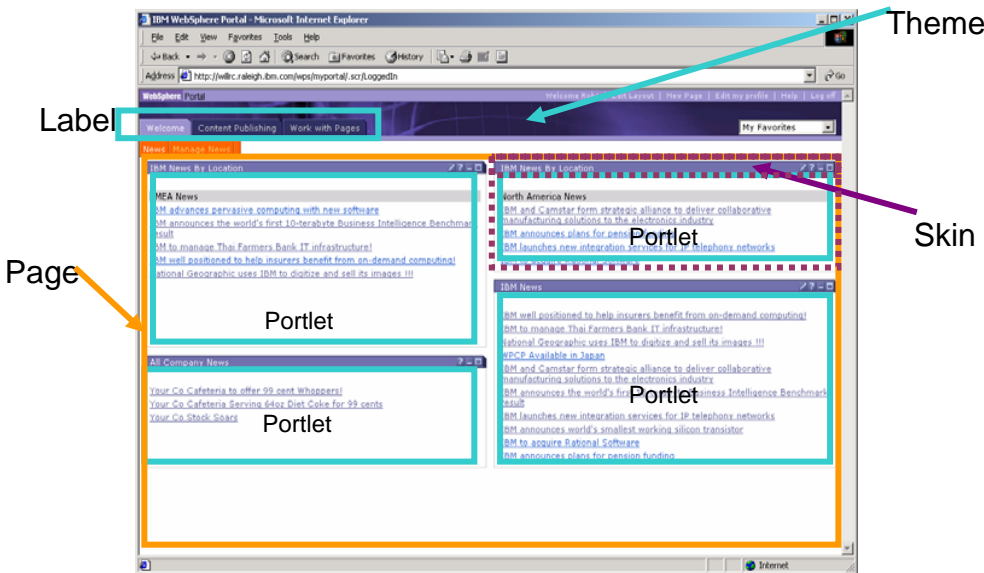 IBM WebSphere Portal - Microsoft Internet Explorer
File Edit View Favorites Tools Help
Back Search Favorites History
Address http://willrc.raleigh.ibm.com/wps/myportal/.scr/LoggedIn Go
WebSphere Portal Welcome Layout | New Page | Edit my profile | Help | Log off
Theme
Label
Welcome Content Publishing Work with Pages My Favorites
News Manage News
IBM News By Location
EMEA News
IBM advances pervasive computing with new software
IBM announces the world's first 10-terabyte Business Intelligence Benchmark
result
IBM to manage Thai Farmers Bank IT infrastructure!
IBM well positioned to help insurers benefit from on-demand computing!
National Geographic uses IBM to digitize and sell its images !!!
Portlet
Page
All Company News
Your Co Cafeteria to offer 99 cent Whoppers!
Your Co Cafeteria Serving 64oz Diet Coke for 99 cents
Your Co Stock Soars
Portlet
IBM News By Location
North America News
IBM and Camstar form strategic alliance to deliver collaborative
manufacturing solutions to the electronics industry
IBM announces plans for pension funding
IBM launches new integration services for IP telephony networks
IBM to acquire Rational Software
Portlet
Skin
IBM News
IBM well positioned to help insurers benefit from on-demand computing!
IBM to manage Thai Farmers Bank IT infrastructure!
National Geographic uses IBM to digitize and sell its images !!!
WPCP Available in Japan
IBM and Camstar form strategic alliance to deliver collaborative
manufacturing solutions to the electronics industry
IBM announces the world's first Business Intelligence Benchmark
result
IBM launches new integration services for IP telephony networks
IBM announces world's smallest working silicon transistor
IBM to acquire Rational Software
IBM announces plans for pension funding
Portlet
Internet